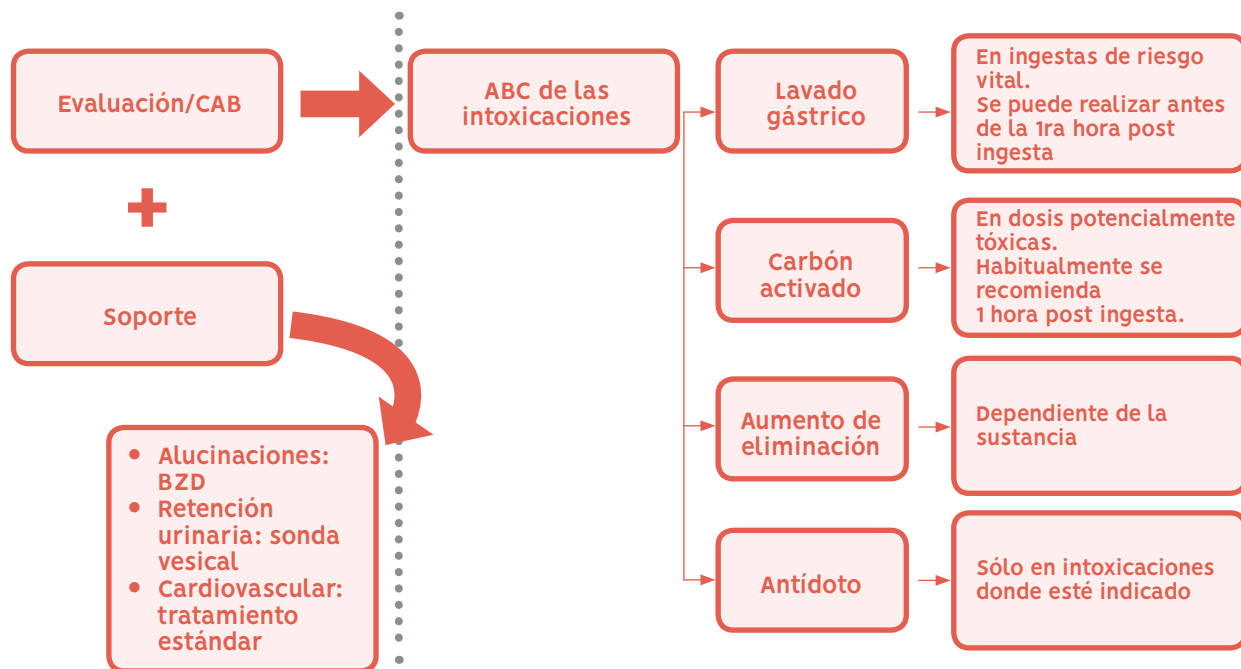 Evaluación/CAB
Soporte
• Alucinaciones:
BZD
• Retención
urinaria: sonda
vesical
• Cardiovascular:
tratamiento
estándar
ABC de las
intoxicaciones
Lavado
gástrico
En ingestas de riesgo
vital.
Se puede realizar antes
de la 1ra hora post
ingesta
Carbón
activado
En dosis potencialmente
tóxicas.
Habitualmente se
recomienda
1 hora post ingesta.
Aumento de
eliminación
Dependiente de la
sustancia
Antídoto
Sólo en intoxicaciones
donde esté indicado